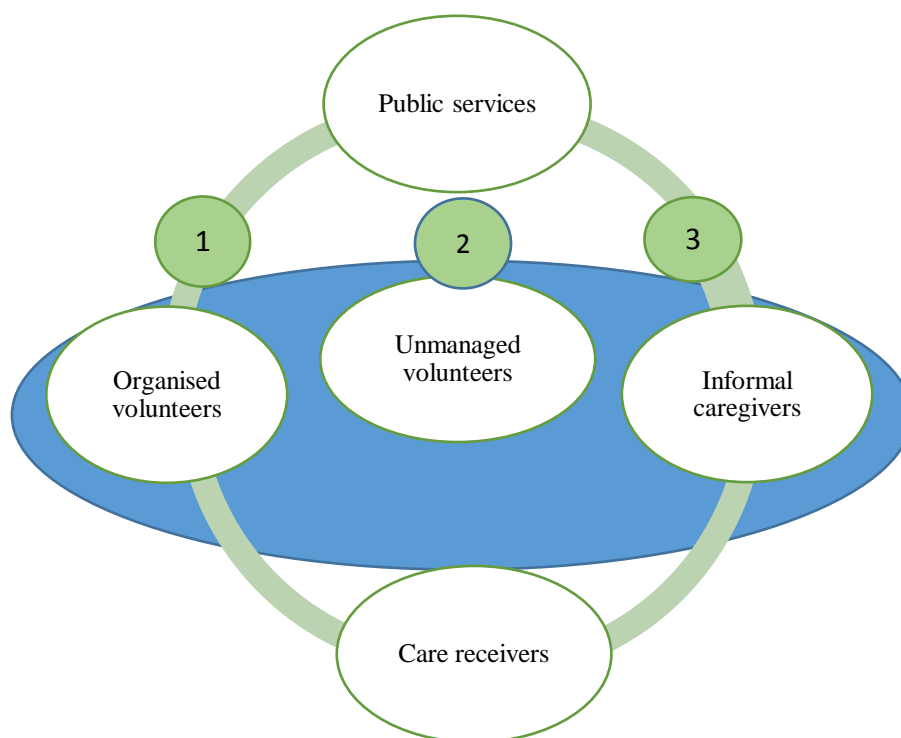 Public services
1
2
3
Organised
volunteers
Unmanaged
volunteers
Informal
caregivers
Care receivers